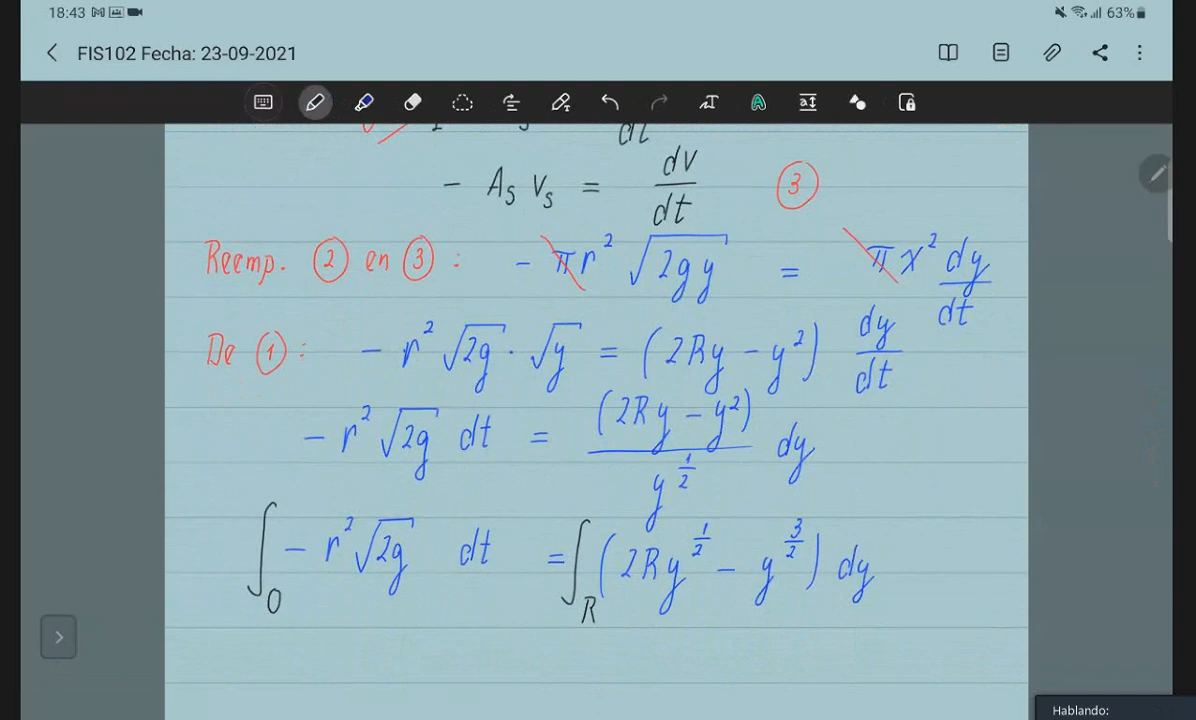 18:43 63%
FIS102 Fecha: 23-09-2021
dt
- A_S V_S = dv/dt ③
Reemp. ② en ③ : - πr² √(2gy) = πx² dy/dt
De ① : - r² √(2g) · √y = (2Ry - y²) dy/dt
- r² √(2g) dt = (2Ry - y²)/y^(1/2) dy
∫_0 - r² √(2g) dt = ∫_R (2Ry^(1/2) - y^(3/2)) dy
Hablando: